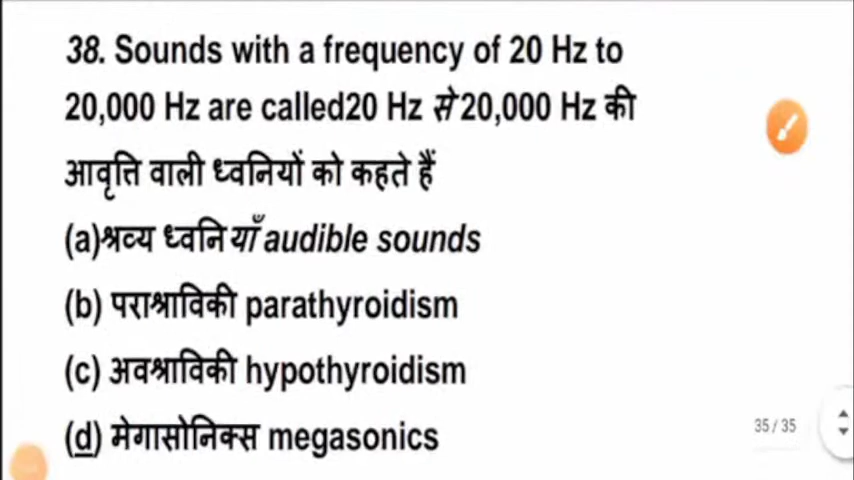 38. Sounds with a frequency of 20 Hz to
20,000 Hz are called20 Hz से 20,000 Hz की
आवृत्ति वाली ध्वनियों को कहते हैं
(a)श्रव्य ध्वनियाँ audible sounds
(b) पराश्राविकी parathyroidism
(c) अवश्राविकी hypothyroidism
(d) मेगासोनिक्स megasonics
35 / 35